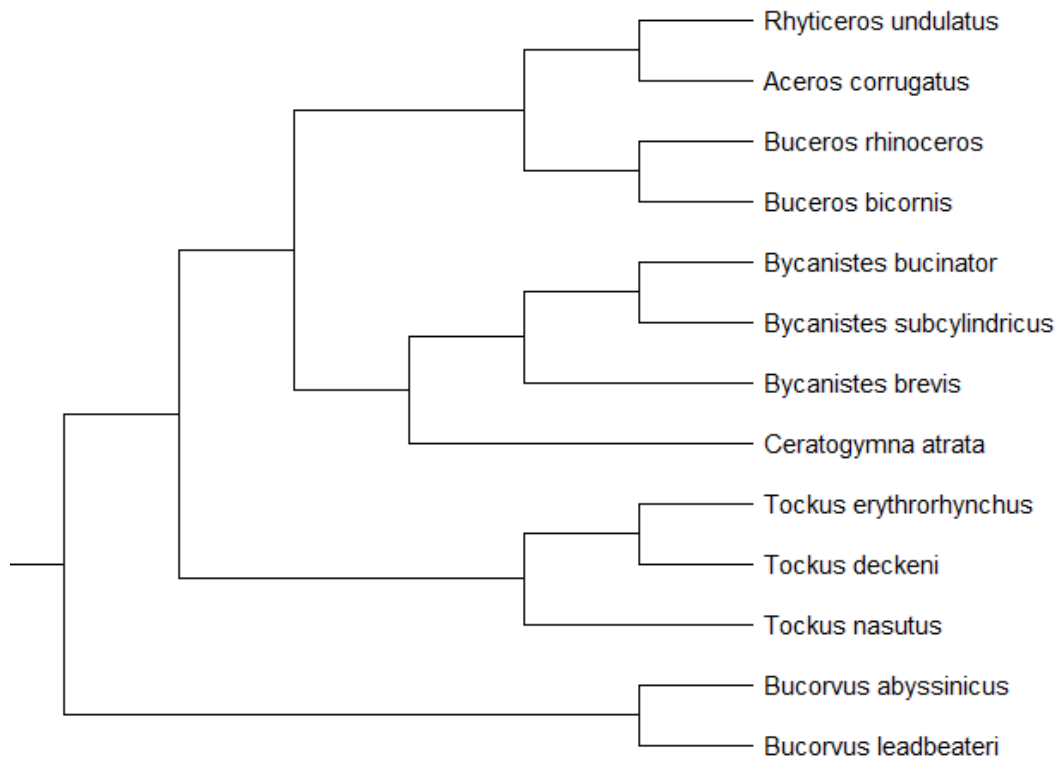 Rhyticeros undulatus
Aceros corrugatus
Buceros rhinoceros
Buceros bicornis
Bycanistes bucinator
Bycanistes subcylindricus
Bycanistes brevis
Ceratogymna atrata
Tockus erythrorhynchus
Tockus deckeni
Tockus nasutus
Bucorvus abyssinicus
Bucorvus leadbeateri